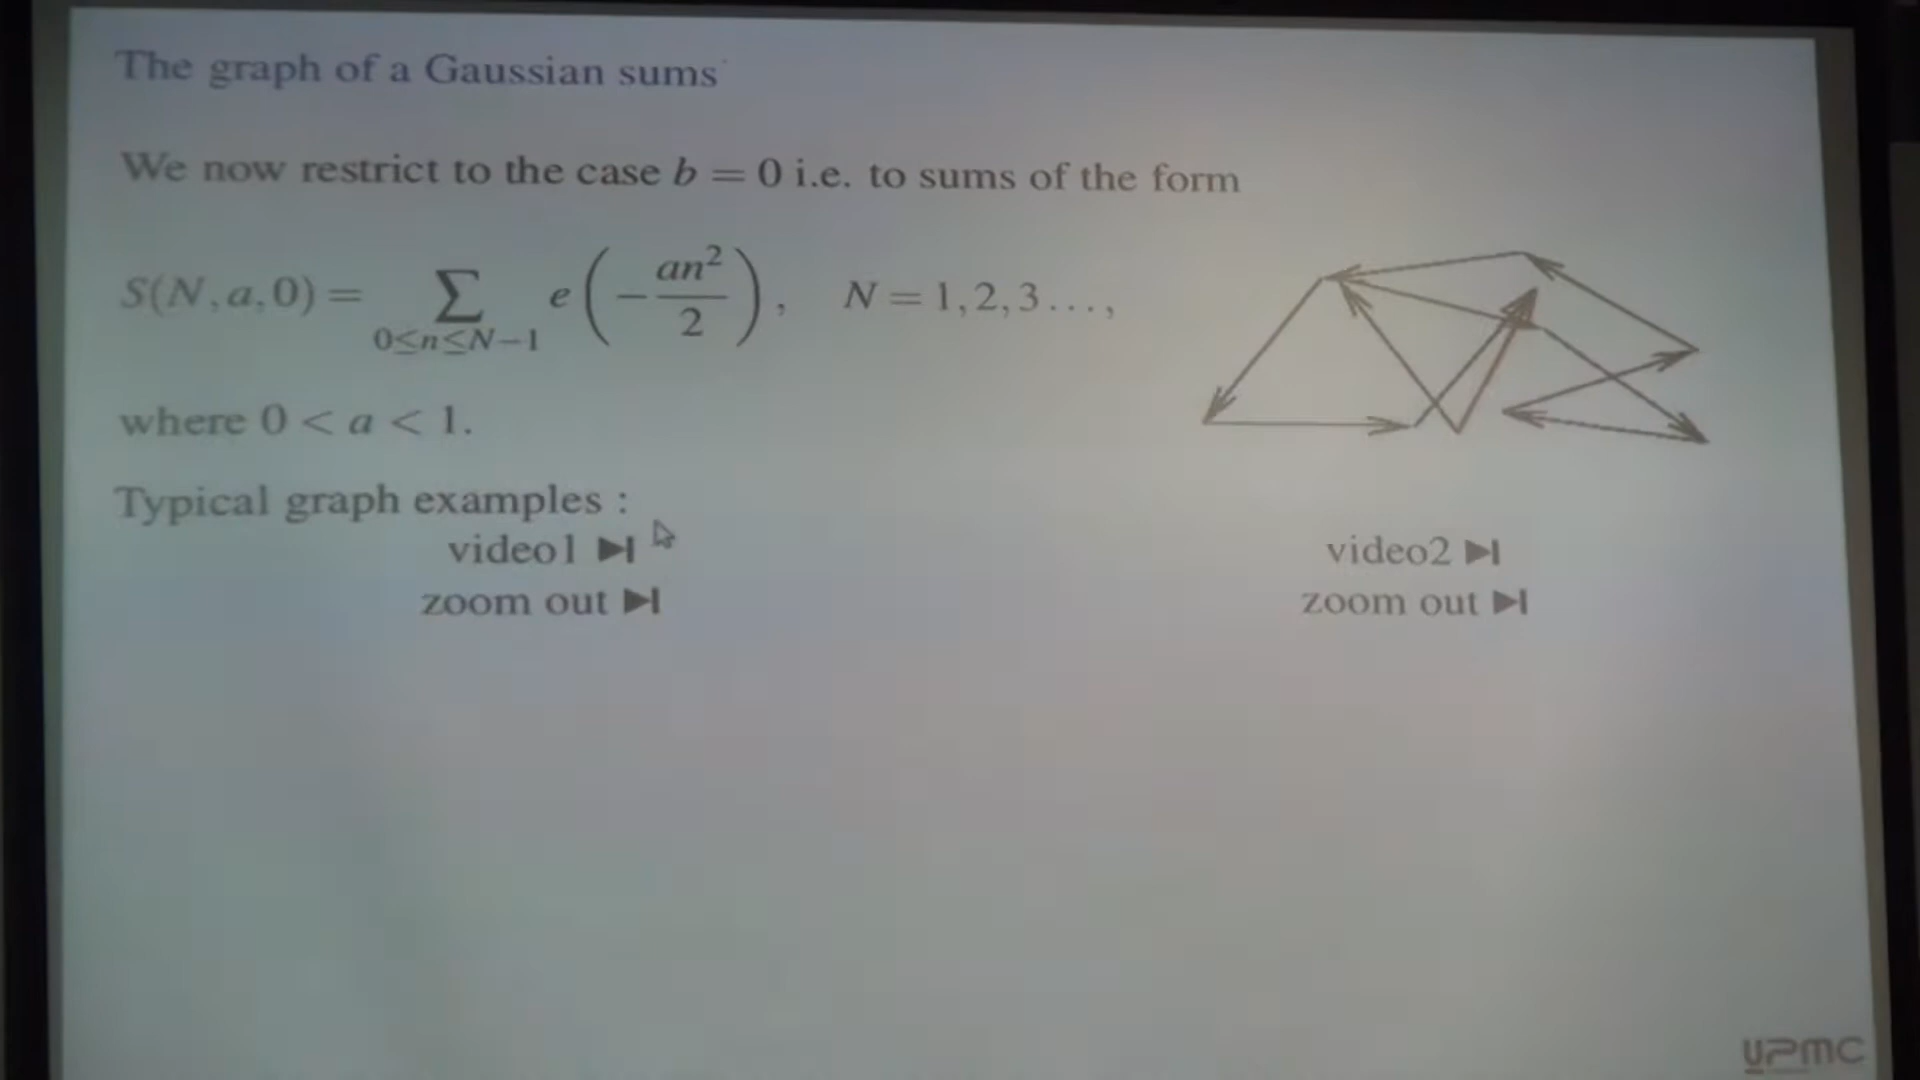 The graph of a Gaussian sums
We now restrict to the case b = 0 i.e. to sums of the form
S(N, a, 0) = ∑_{0≤n≤N−1} e(−an²/2), N = 1, 2, 3 . . . ,
where 0 < a < 1.
Typical graph examples :
video1 video2
zoom out zoom out
UPMC